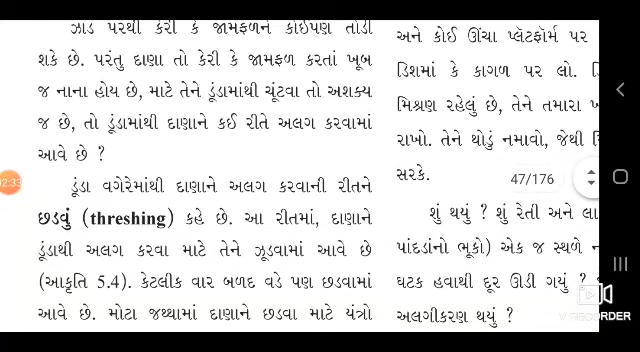 ઝાડ પરથી કેરી કે જામફળને કોઈપણ તોડી
શકે છે. પરંતુ દાણા તો કેરી કે જામફળ કરતાં ખૂબ
જ નાના હોય છે, માટે તેને ડૂંડામાંથી ચૂંટવા તો અશક્ય
જ છે, તો ડૂંડામાંથી દાણાને કઈ રીતે અલગ કરવામાં
આવે છે ?
ડૂંડા વગેરેમાંથી દાણાને અલગ કરવાની રીતને
છડવું (threshing) કહે છે. આ રીતમાં, દાણાને
ડૂંડાથી અલગ કરવા માટે તેને ઝૂડવામાં આવે છે
(આકૃતિ 5.4). કેટલીક વાર બળદ વડે પણ છડવામાં
આવે છે. મોટા જથ્થામાં દાણાને છડવા માટે યંત્રો
અને કોઈ ઊંચા પ્લૅટફૉર્મ પર
ડિશમાં કે કાગળ પર લો.
મિશ્રણ રહેલું છે, તેને તમારા
રાખો. તેને થોડું નમાવો, જેથી
સરકે.
શું થયું ? શું રેતી અને
પાંદડાંનો ભૂકો) એક જ સ્થળે
ઘટક હવાથી દૂર ઊડી ગયું ?
અલગીકરણ થયું ?
47/176
2:33
V RECORDER